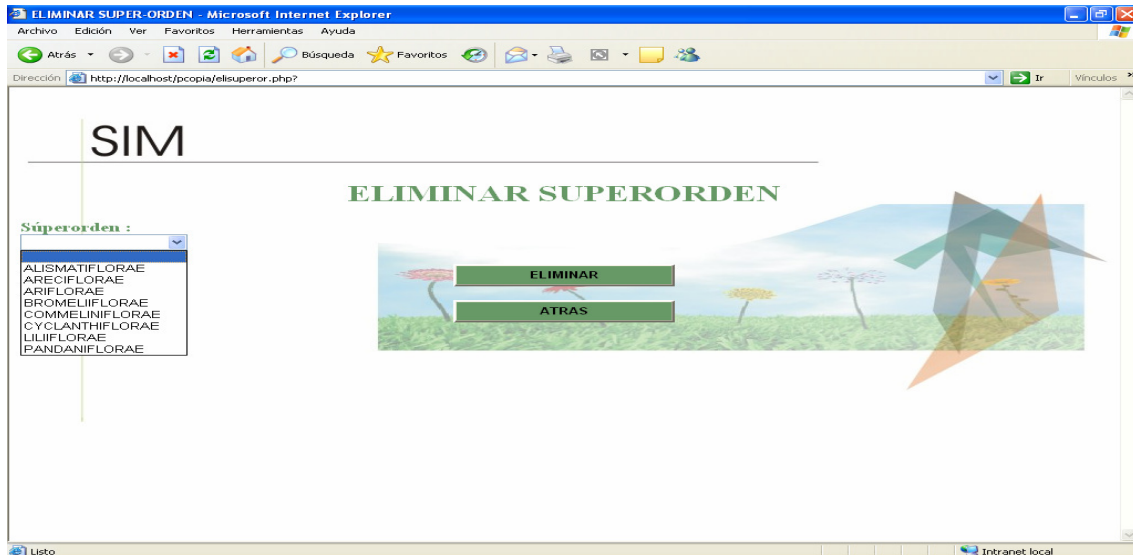 ELIMINAR SUPER-ORDEN - Microsoft Internet Explorer
Archivo Edición Ver Favoritos Herramientas Ayuda
Atrás Búsqueda Favoritos
Dirección http://localhost/pcopia/elisuperor.php? Ir Vínculos »
SIM
ELIMINAR SUPERORDEN
Súperorden :
ALISMATIFLORAE
ARECIFLORAE
ARIFLORAE
BROMELIIFLORAE
COMMELINIFLORAE
CYCLANTHIFLORAE
LILIIFLORAE
PANDANIFLORAE
ELIMINAR
ATRAS
Listo Intranet local